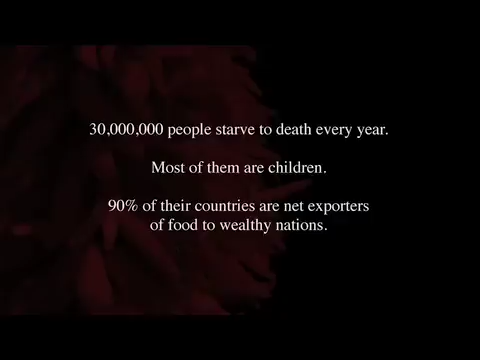 30,000,000 people starve to death every year.
Most of them are children.
90% of their countries are net exporters
of food to wealthy nations.